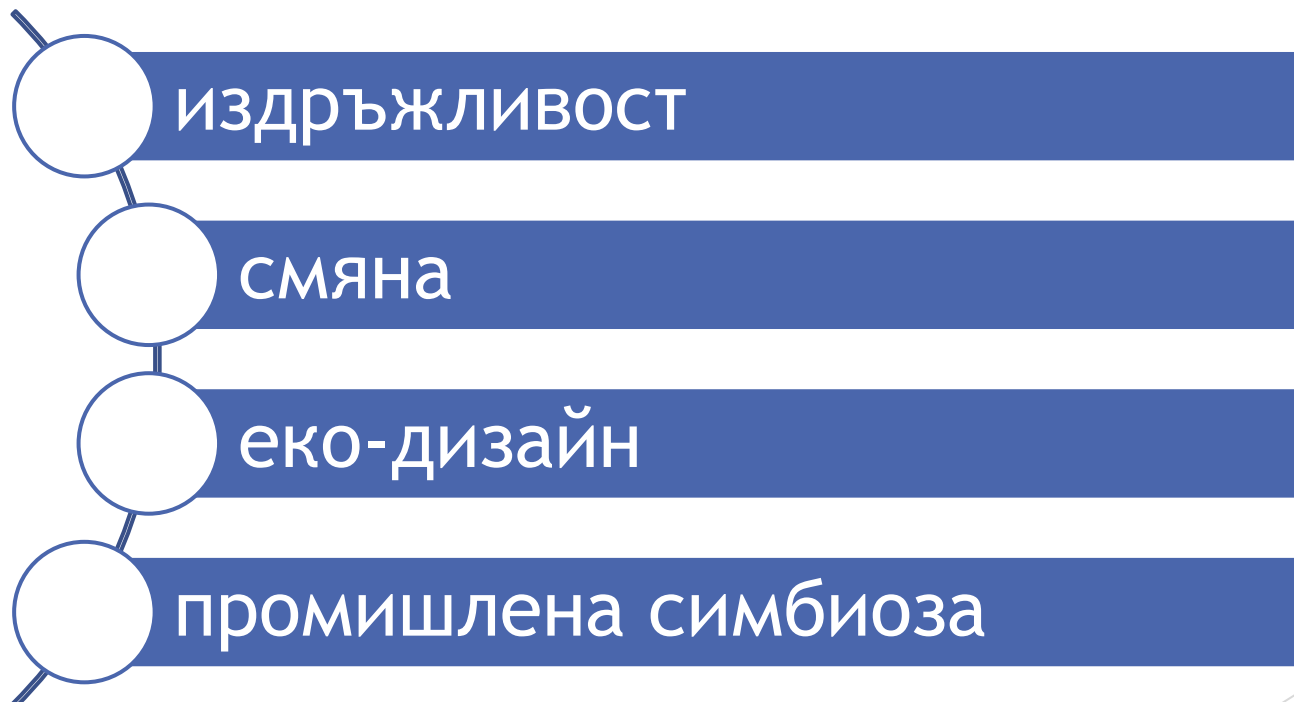 издръжливост
смяна
еко-дизайн
промишлена симбиоза